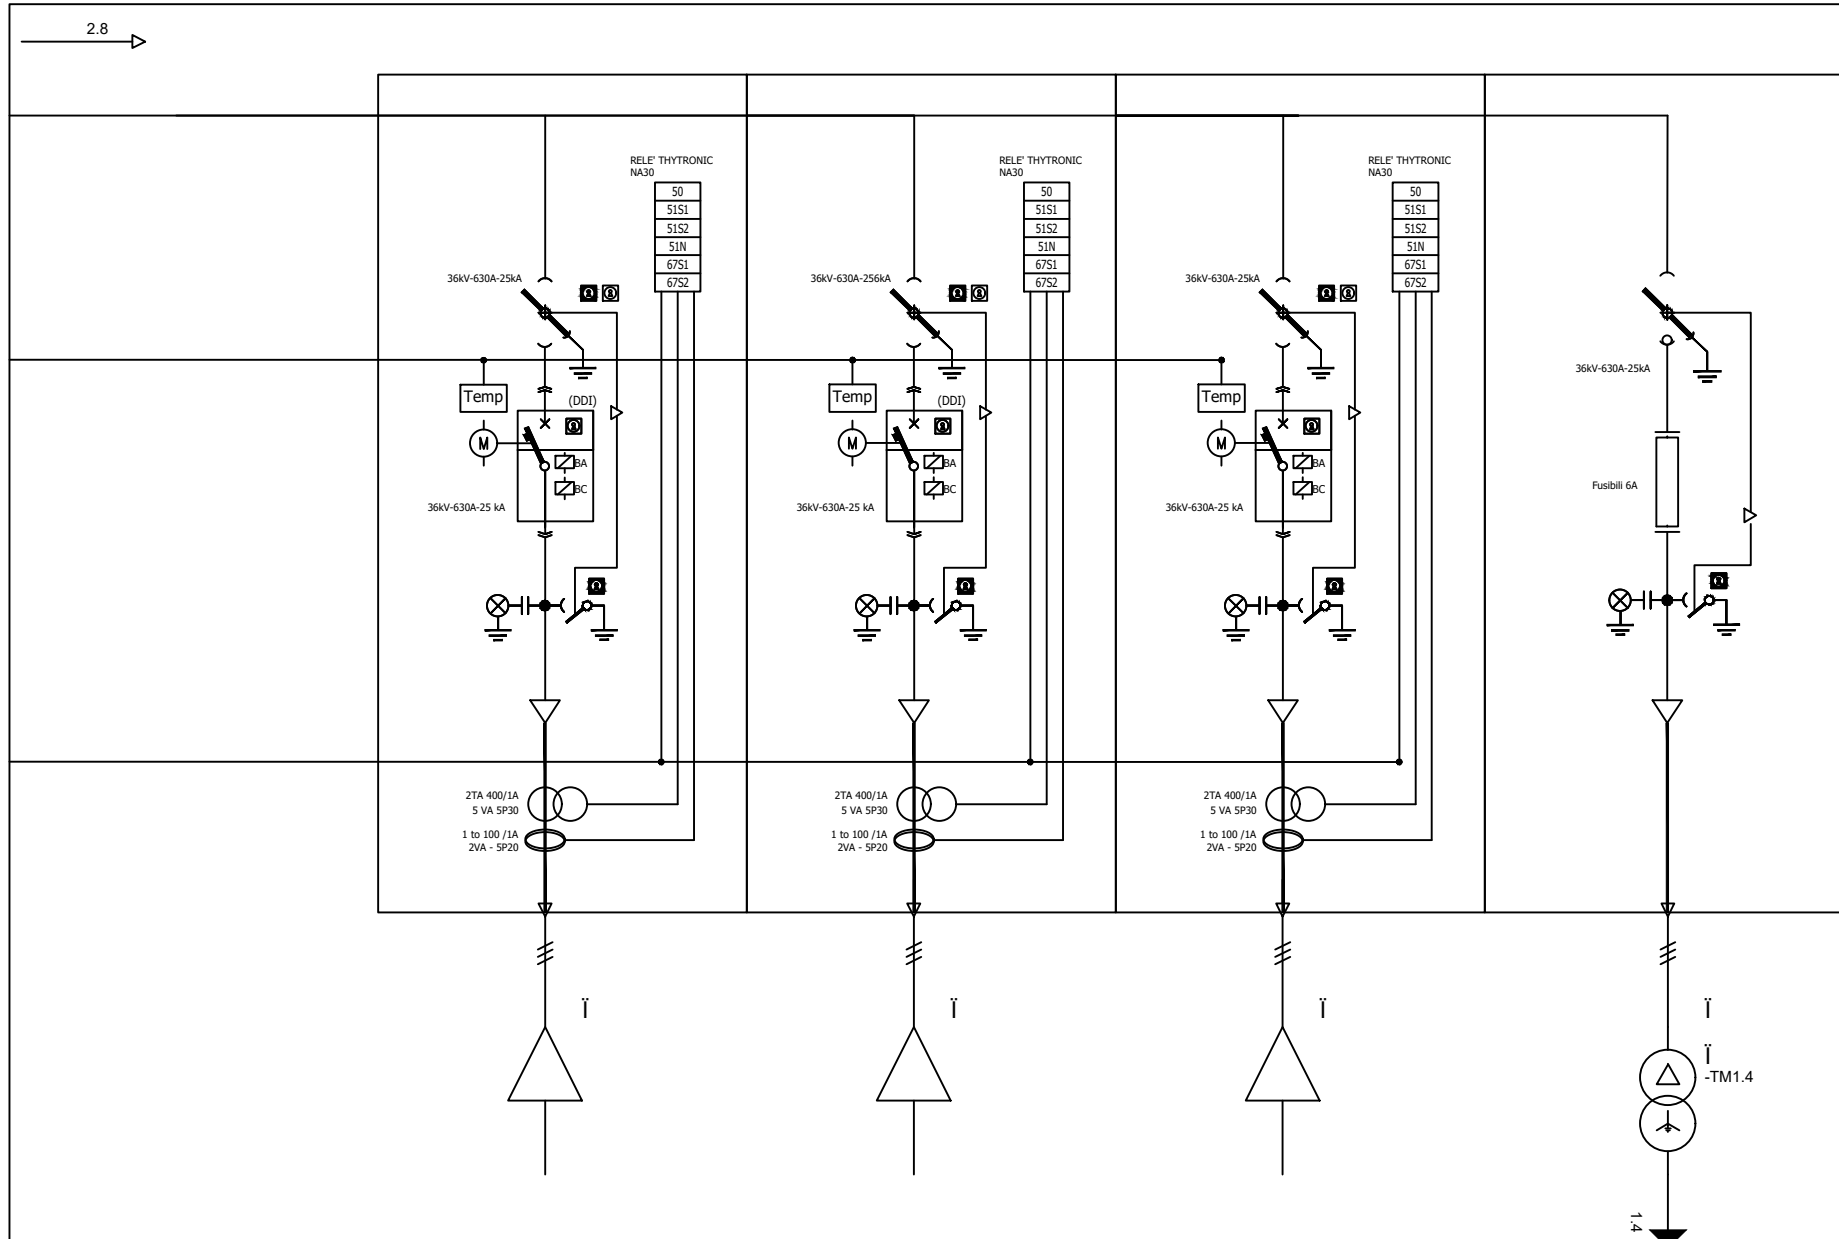 2.8
RELE' THYTRONIC
NA30
50
51S1
51S2
51N
67S1
67S2
36kV-630A-25kA
Temp
(DDI)
M
BA
BC
36kV-630A-25 kA
2TA 400/1A
5 VA 5P30
1 to 100 /1A
2VA - 5P20
Ï
RELE' THYTRONIC
NA30
50
51S1
51S2
51N
67S1
67S2
36kV-630A-256kA
Temp
(DDI)
M
BA
BC
36kV-630A-25 kA
2TA 400/1A
5 VA 5P30
1 to 100 /1A
2VA - 5P20
Ï
RELE' THYTRONIC
NA30
50
51S1
51S2
51N
67S1
67S2
36kV-630A-25kA
Temp
M
BA
BC
36kV-630A-25 kA
2TA 400/1A
5 VA 5P30
1 to 100 /1A
2VA - 5P20
Ï
36kV-630A-25kA
Fusibili 6A
Ï
Ï
-TM1.4
1.4